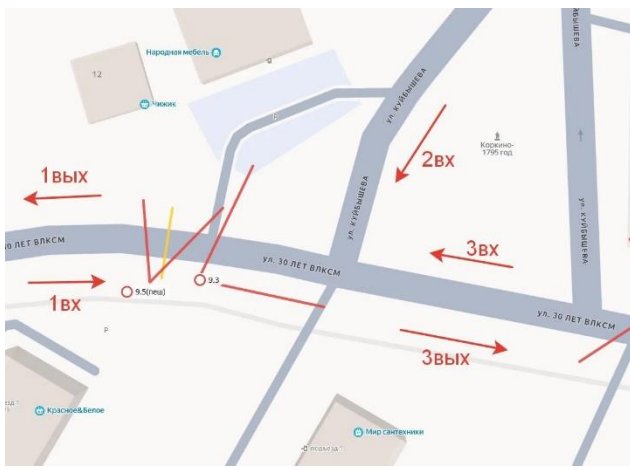 Народная мебель
12
Чижик
р
ул. КУЙБЫШЕВА
КУЙБЫШЕВА
Коркино-
1795 год
2вх
1вых
ул. КУЙБЫШЕВА
ул. КУЙБЫШЕВА
3вх
30 ЛЕТ ВЛКСМ
ул. 30 ЛЕТ ВЛКСМ
9.3
9.5(пеш)
1вх
3вых
ул. 30 ЛЕТ ВЛКСМ
р
Красное&Белое
Мир сантехники